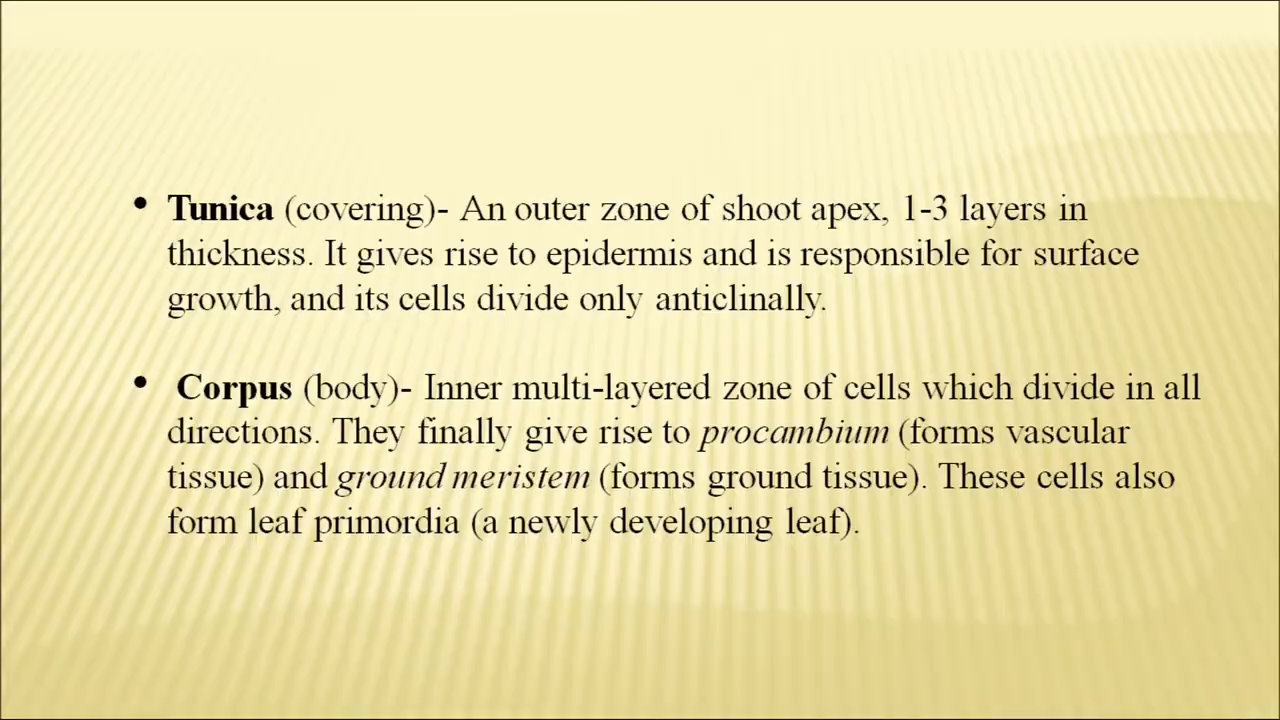 • Tunica (covering)- An outer zone of shoot apex, 1-3 layers in
thickness. It gives rise to epidermis and is responsible for surface
growth, and its cells divide only anticlinally.
• Corpus (body)- Inner multi-layered zone of cells which divide in all
directions. They finally give rise to procambium (forms vascular
tissue) and ground meristem (forms ground tissue). These cells also
form leaf primordia (a newly developing leaf).